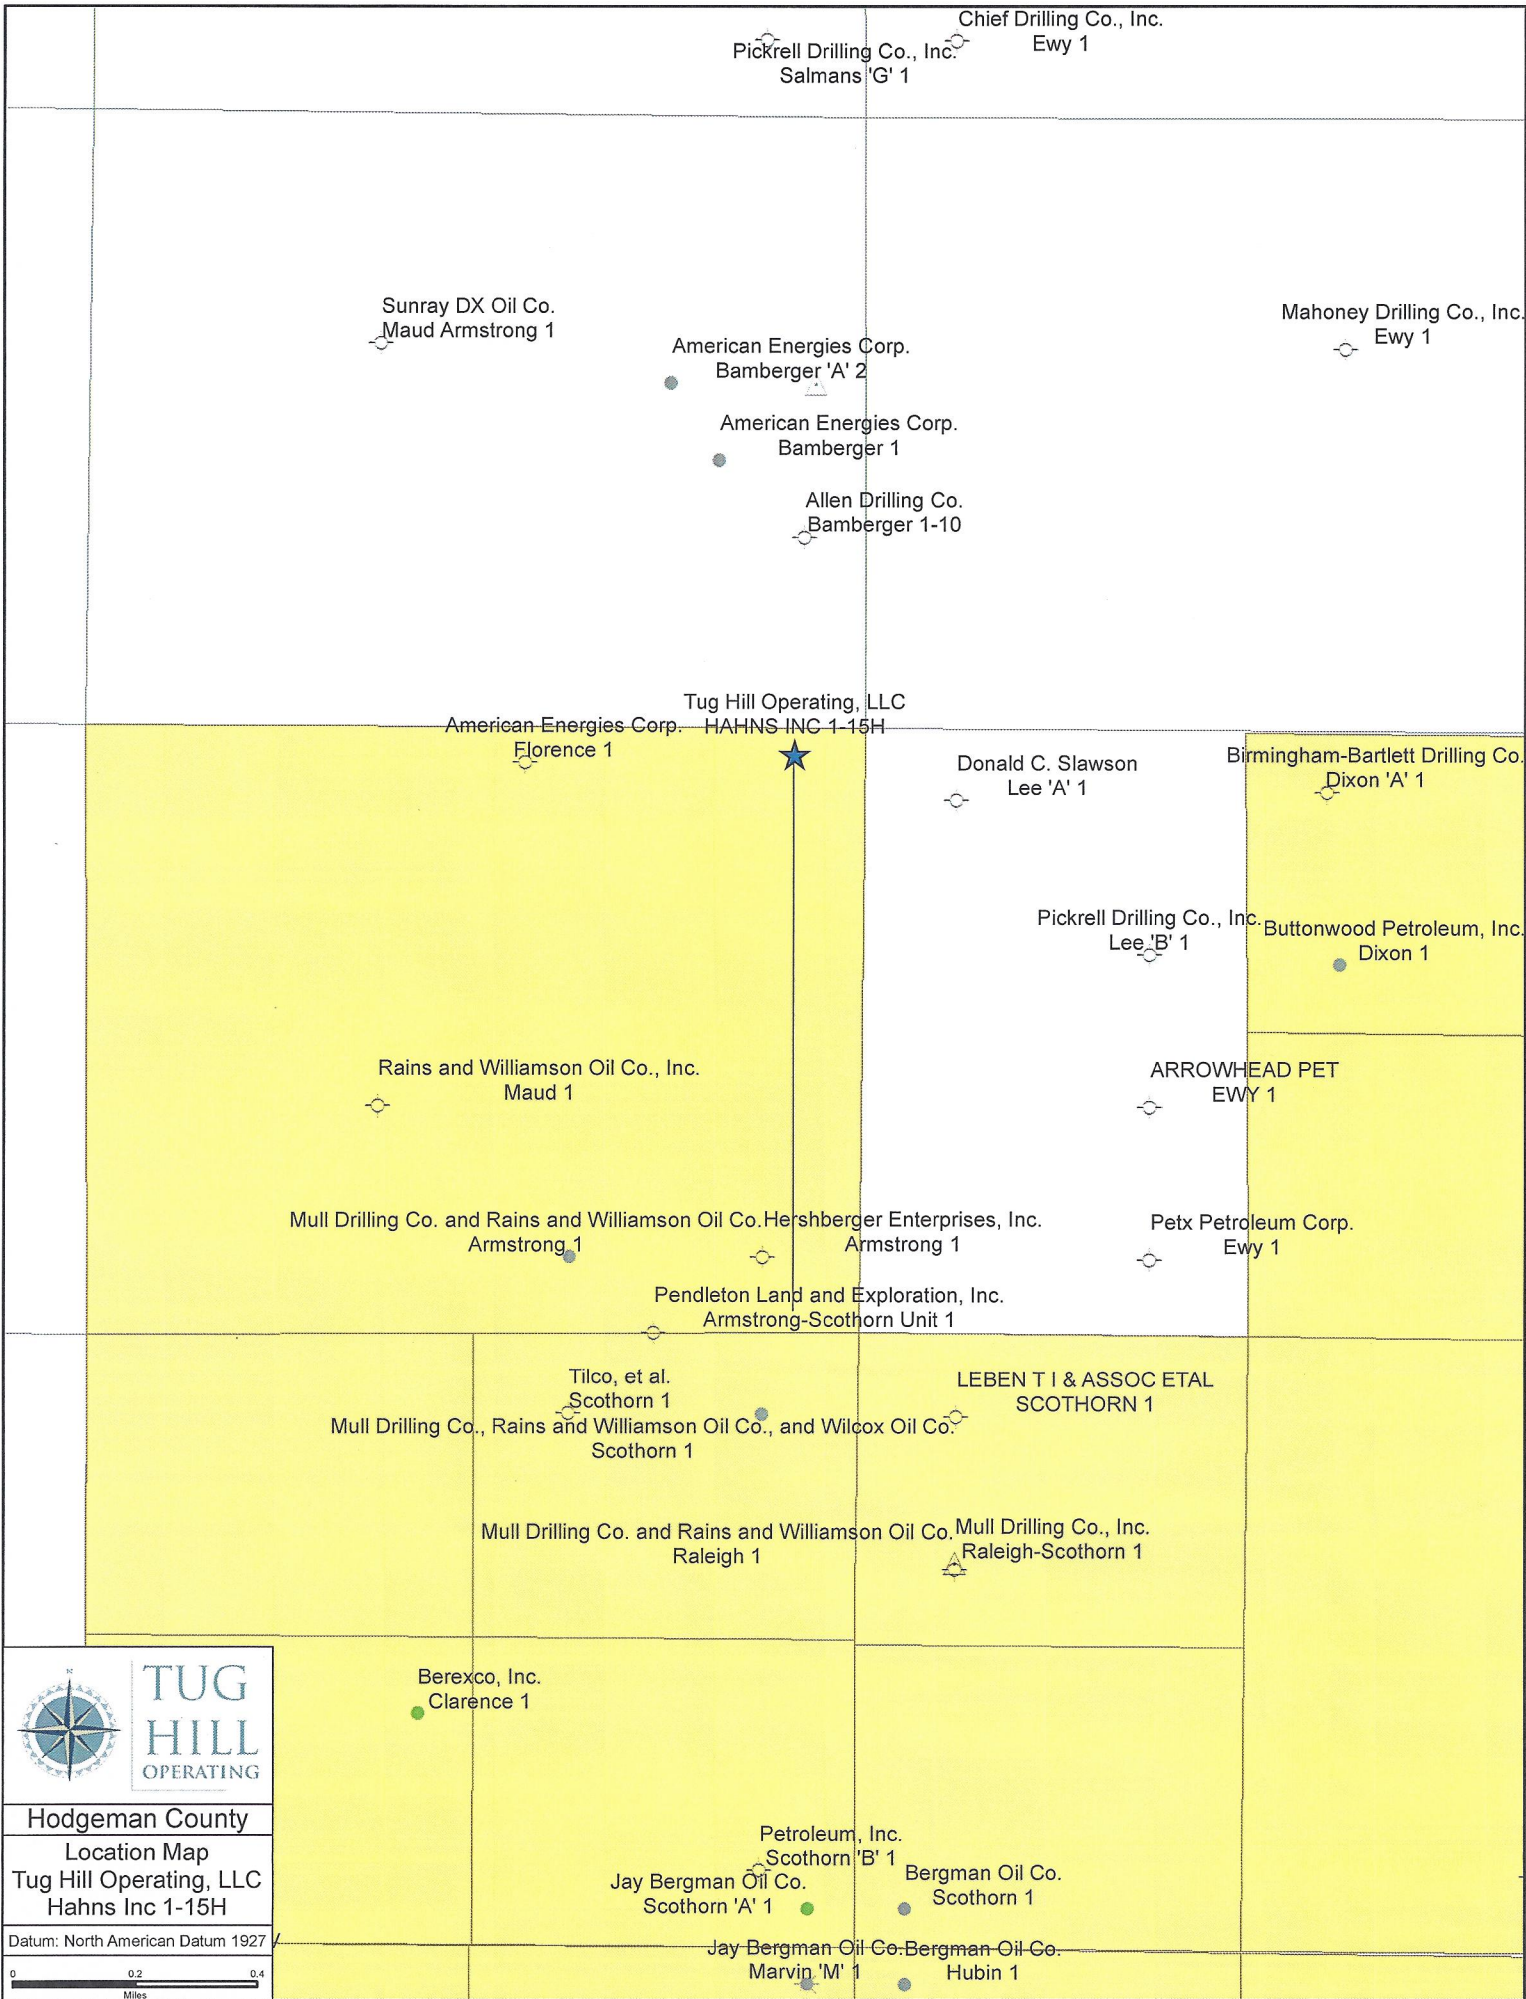 Chief Drilling Co., Inc.
Ewy 1
Pickrell Drilling Co., Inc.
Salmans 'G' 1
Sunray DX Oil Co.
Maud Armstrong 1
Mahoney Drilling Co., Inc.
Ewy 1
American Energies Corp.
Bamberger 'A' 2
American Energies Corp.
Bamberger 1
Allen Drilling Co.
Bamberger 1-10
Tug Hill Operating, LLC
HAHNS INC 1-15H
American Energies Corp.
Florence 1
Donald C. Slawson
Lee 'A' 1
Birmingham-Bartlett Drilling Co.
Dixon 'A' 1
Pickrell Drilling Co., Inc.
Lee 'B' 1
Buttonwood Petroleum, Inc.
Dixon 1
Rains and Williamson Oil Co., Inc.
Maud 1
ARROWHEAD PET
EWY 1
Mull Drilling Co. and Rains and Williamson Oil Co.
Armstrong 1
Hershberger Enterprises, Inc.
Armstrong 1
Petx Petroleum Corp.
Ewy 1
Pendleton Land and Exploration, Inc.
Armstrong-Scothorn Unit 1
Tilco, et al.
Scothorn 1
LEBEN T I & ASSOC ETAL
SCOTHORN 1
Mull Drilling Co., Rains and Williamson Oil Co., and Wilcox Oil Co.
Scothorn 1
Mull Drilling Co. and Rains and Williamson Oil Co.
Raleigh 1
Mull Drilling Co., Inc.
Raleigh-Scothorn 1
Berexco, Inc.
Clarence 1
Petroleum, Inc.
Scothorn 'B' 1
Jay Bergman Oil Co.
Scothorn 'A' 1
Bergman Oil Co.
Scothorn 1
Jay Bergman Oil Co.
Marvin 'M' 1
Bergman Oil Co.
Hubin 1
N
TUG
HILL
OPERATING
Hodgeman County
Location Map
Tug Hill Operating, LLC
Hahns Inc 1-15H
Datum: North American Datum 1927
0 0.2 0.4
Miles